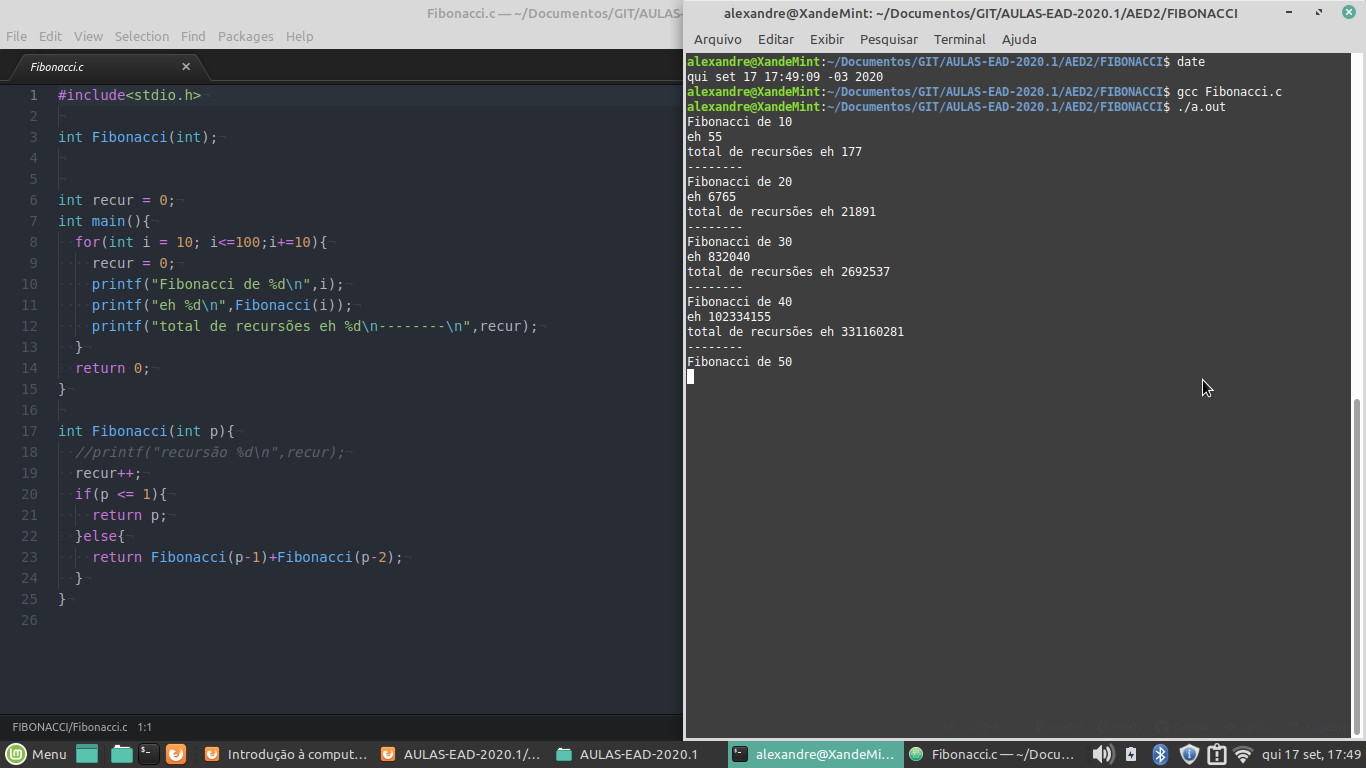 Fibonacci.c — ~/Documentos/GIT/AULAS-
File Edit View Selection Find Packages Help
Fibonacci.c
1 #include<stdio.h>
2
3 int Fibonacci(int);
4
5
6 int recur = 0;
7 int main(){
8 for(int i = 10; i<=100;i+=10){
9 recur = 0;
10 printf("Fibonacci de %d\n",i);
11 printf("eh %d\n",Fibonacci(i));
12 printf("total de recursões eh %d\n--------\n",recur);
13 }
14 return 0;
15 }
16
17 int Fibonacci(int p){
18 //printf("recursão %d\n",recur);
19 recur++;
20 if(p <= 1){
21 return p;
22 }else{
23 return Fibonacci(p-1)+Fibonacci(p-2);
24 }
25 }
26
FIBONACCI/Fibonacci.c 1:1
alexandre@XandeMint: ~/Documentos/GIT/AULAS-EAD-2020.1/AED2/FIBONACCI
Arquivo Editar Exibir Pesquisar Terminal Ajuda
alexandre@XandeMint:~/Documentos/GIT/AULAS-EAD-2020.1/AED2/FIBONACCI$ date
qui set 17 17:49:09 -03 2020
alexandre@XandeMint:~/Documentos/GIT/AULAS-EAD-2020.1/AED2/FIBONACCI$ gcc Fibonacci.c
alexandre@XandeMint:~/Documentos/GIT/AULAS-EAD-2020.1/AED2/FIBONACCI$ ./a.out
Fibonacci de 10
eh 55
total de recursões eh 177
--------
Fibonacci de 20
eh 6765
total de recursões eh 21891
--------
Fibonacci de 30
eh 832040
total de recursões eh 2692537
--------
Fibonacci de 40
eh 102334155
total de recursões eh 331160281
--------
Fibonacci de 50
Menu Introdução à comput... AULAS-EAD-2020.1/... AULAS-EAD-2020.1 alexandre@XandeMi... Fibonacci.c — ~/Docu... qui 17 set, 17:49